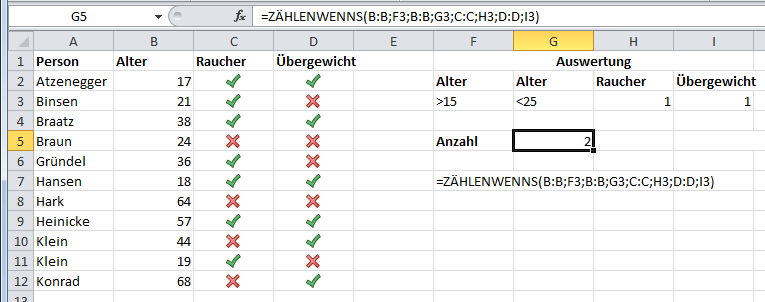 G5 fx =ZÄHLENWENNS(B:B;F3;B:B;G3;C:C;H3;D:D;I3)
A B C D E F G H I
1 Person Alter Raucher Übergewicht Auswertung
2 Atzenegger 17 Alter Alter Raucher Übergewicht
3 Binsen 21 >15 <25 1 1
4 Braatz 38
5 Braun 24 Anzahl 2
6 Gründel 36
7 Hansen 18 =ZÄHLENWENNS(B:B;F3;B:B;G3;C:C;H3;D:D;I3)
8 Hark 64
9 Heinicke 57
10 Klein 44
11 Klein 19
12 Konrad 68
13